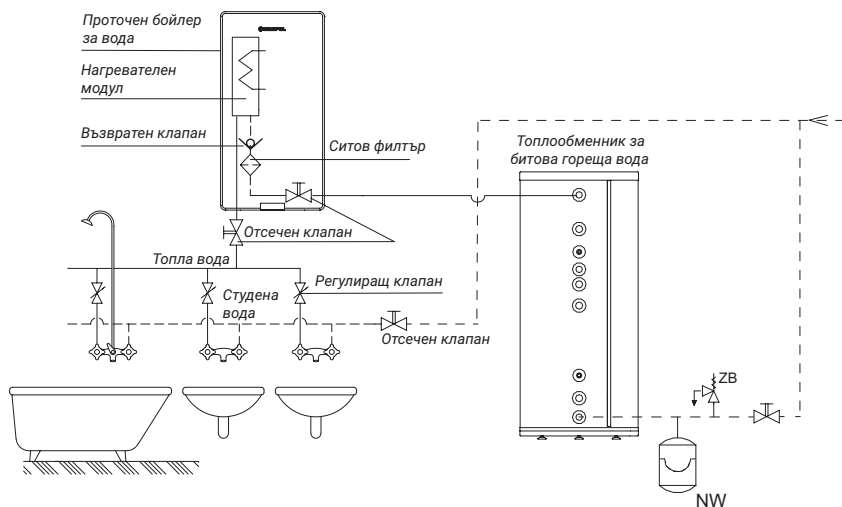 Проточен бойлер
за вода
Нагревателен
модул
Възвратен клапан
Ситов филтър
Топлообменник за
битова гореща вода
Отсечен клапан
Топла вода
Регулиращ клапан
Студена
вода
Отсечен клапан
ZB
NW